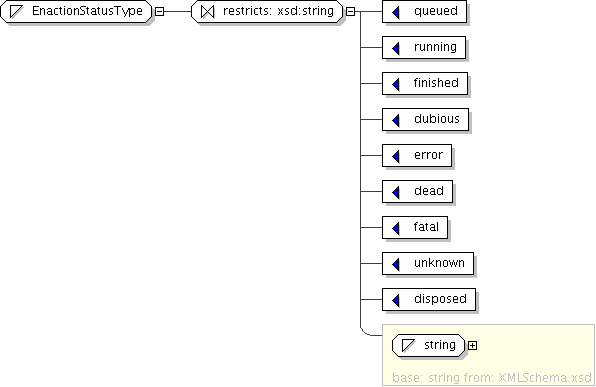 EnactionStatusType
restricts: xsd:string
queued
running
finished
dubious
error
dead
fatal
unknown
disposed
string
base: string from: XMLSchema.xsd